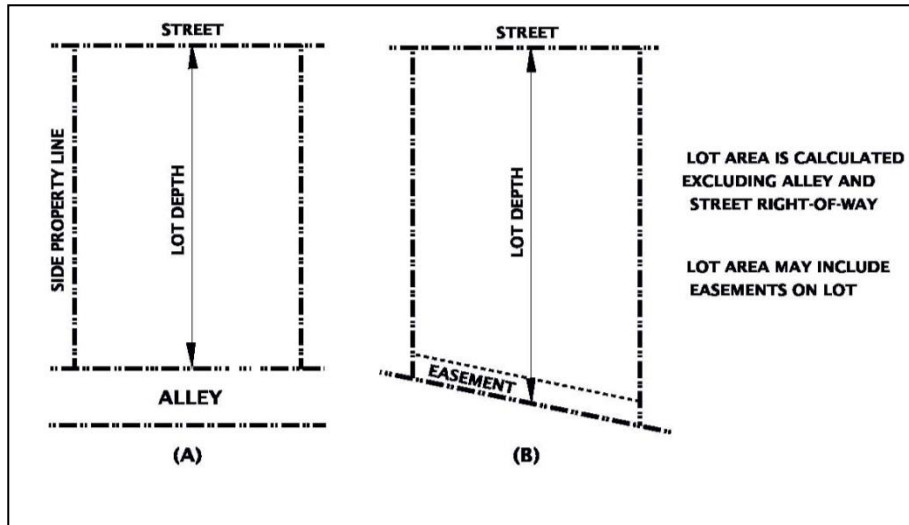 STREET
SIDE PROPERTY LINE
LOT DEPTH
ALLEY
(A)
STREET
LOT DEPTH
EASEMENT
(B)
LOT AREA IS CALCULATED
EXCLUDING ALLEY AND
STREET RIGHT-OF-WAY
LOT AREA MAY INCLUDE
EASEMENTS ON LOT